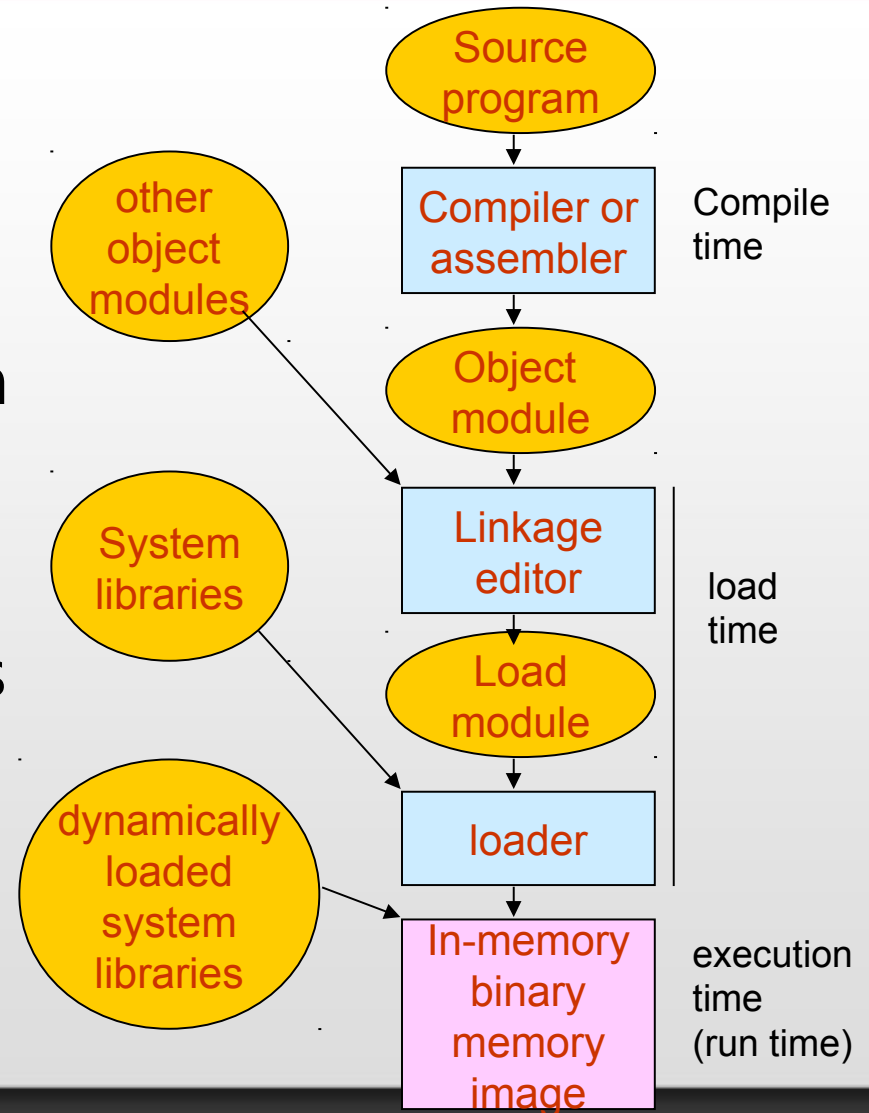 Source
program
Compiler or
assembler
Compile
time
other
object
modules
Object
module
n
Linkage
editor
System
libraries
load
time
s
Load
module
loader
dynamically
loaded
system
libraries
In-memory
binary
memory
image
execution
time
(run time)